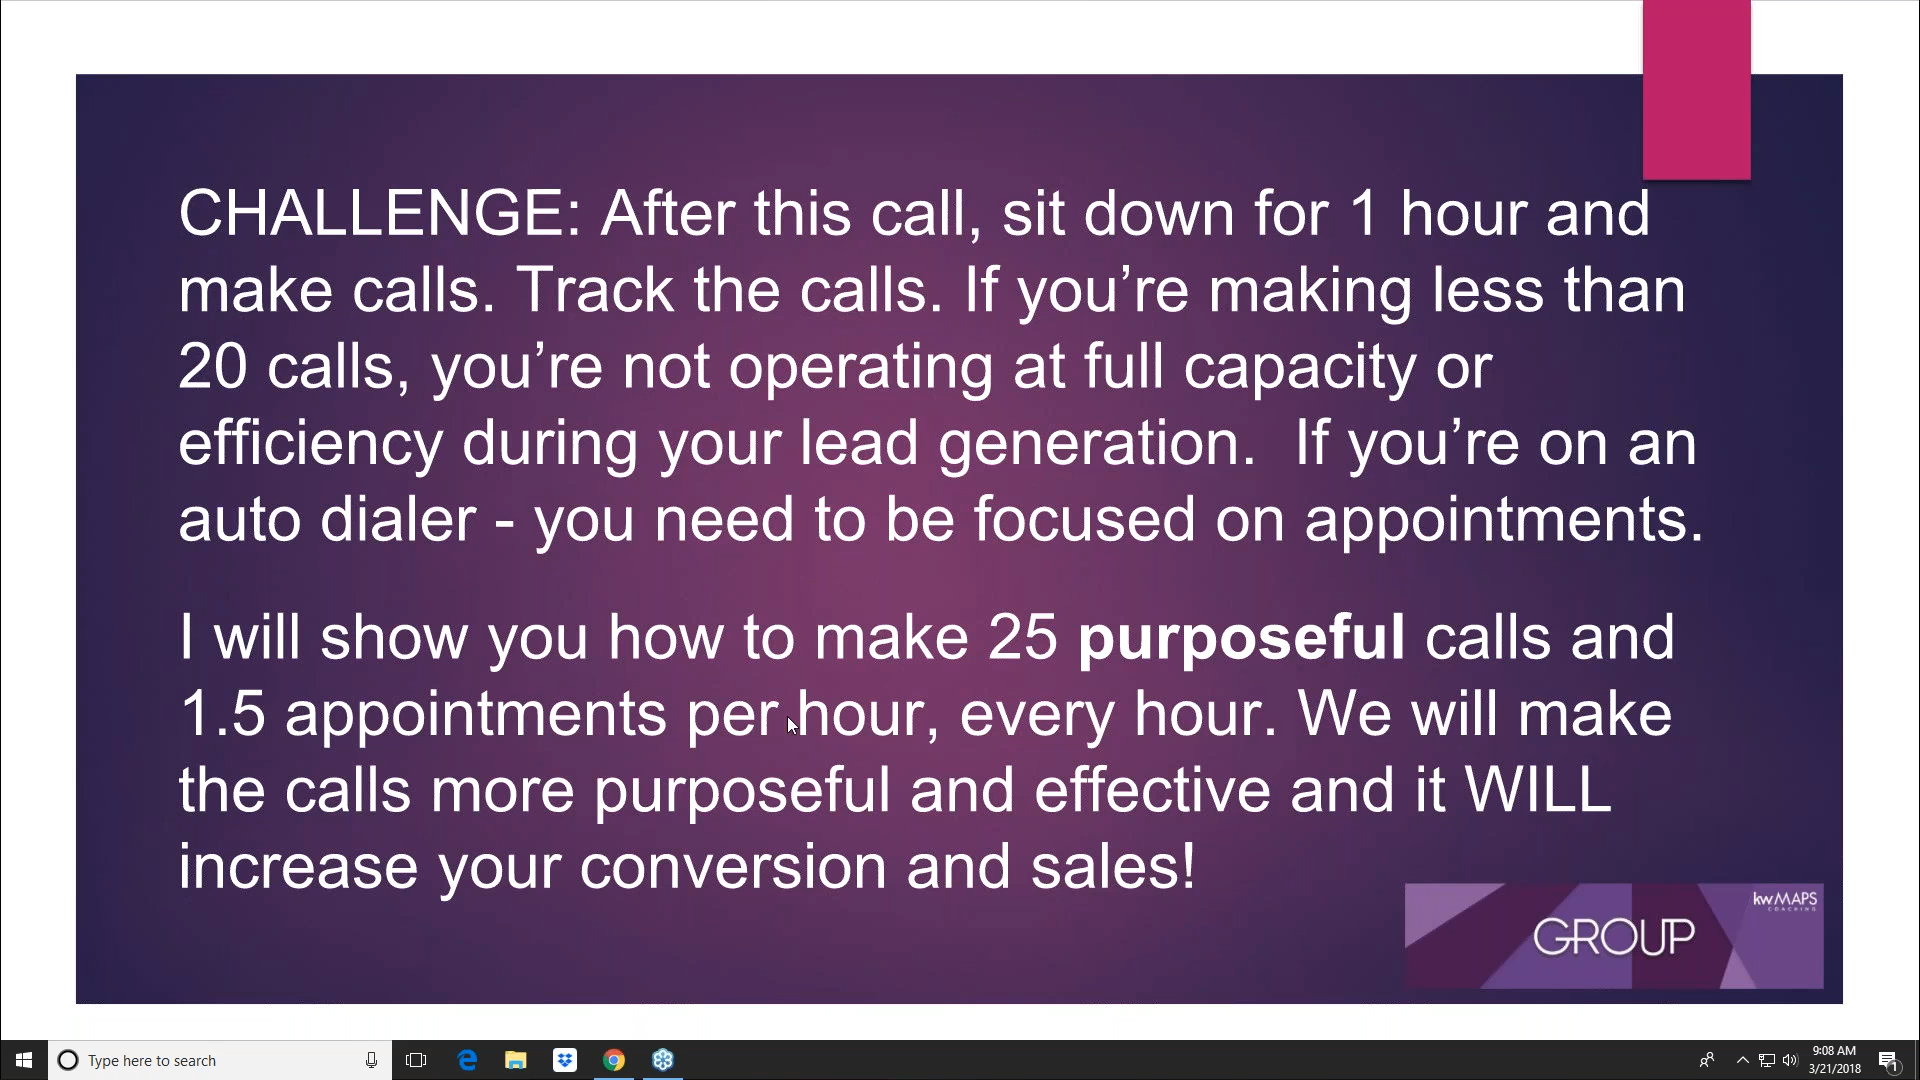 CHALLENGE: After this call, sit down for 1 hour and
make calls. Track the calls. If you’re making less than
20 calls, you’re not operating at full capacity or
efficiency during your lead generation.  If you’re on an
auto dialer - you need to be focused on appointments.
I will show you how to make 25 purposeful calls and
1.5 appointments per hour, every hour. We will make
the calls more purposeful and effective and it WILL
increase your conversion and sales!
kwMAPS
COACHING
GROUP
Type here to search
9:08 AM
3/21/2018
1